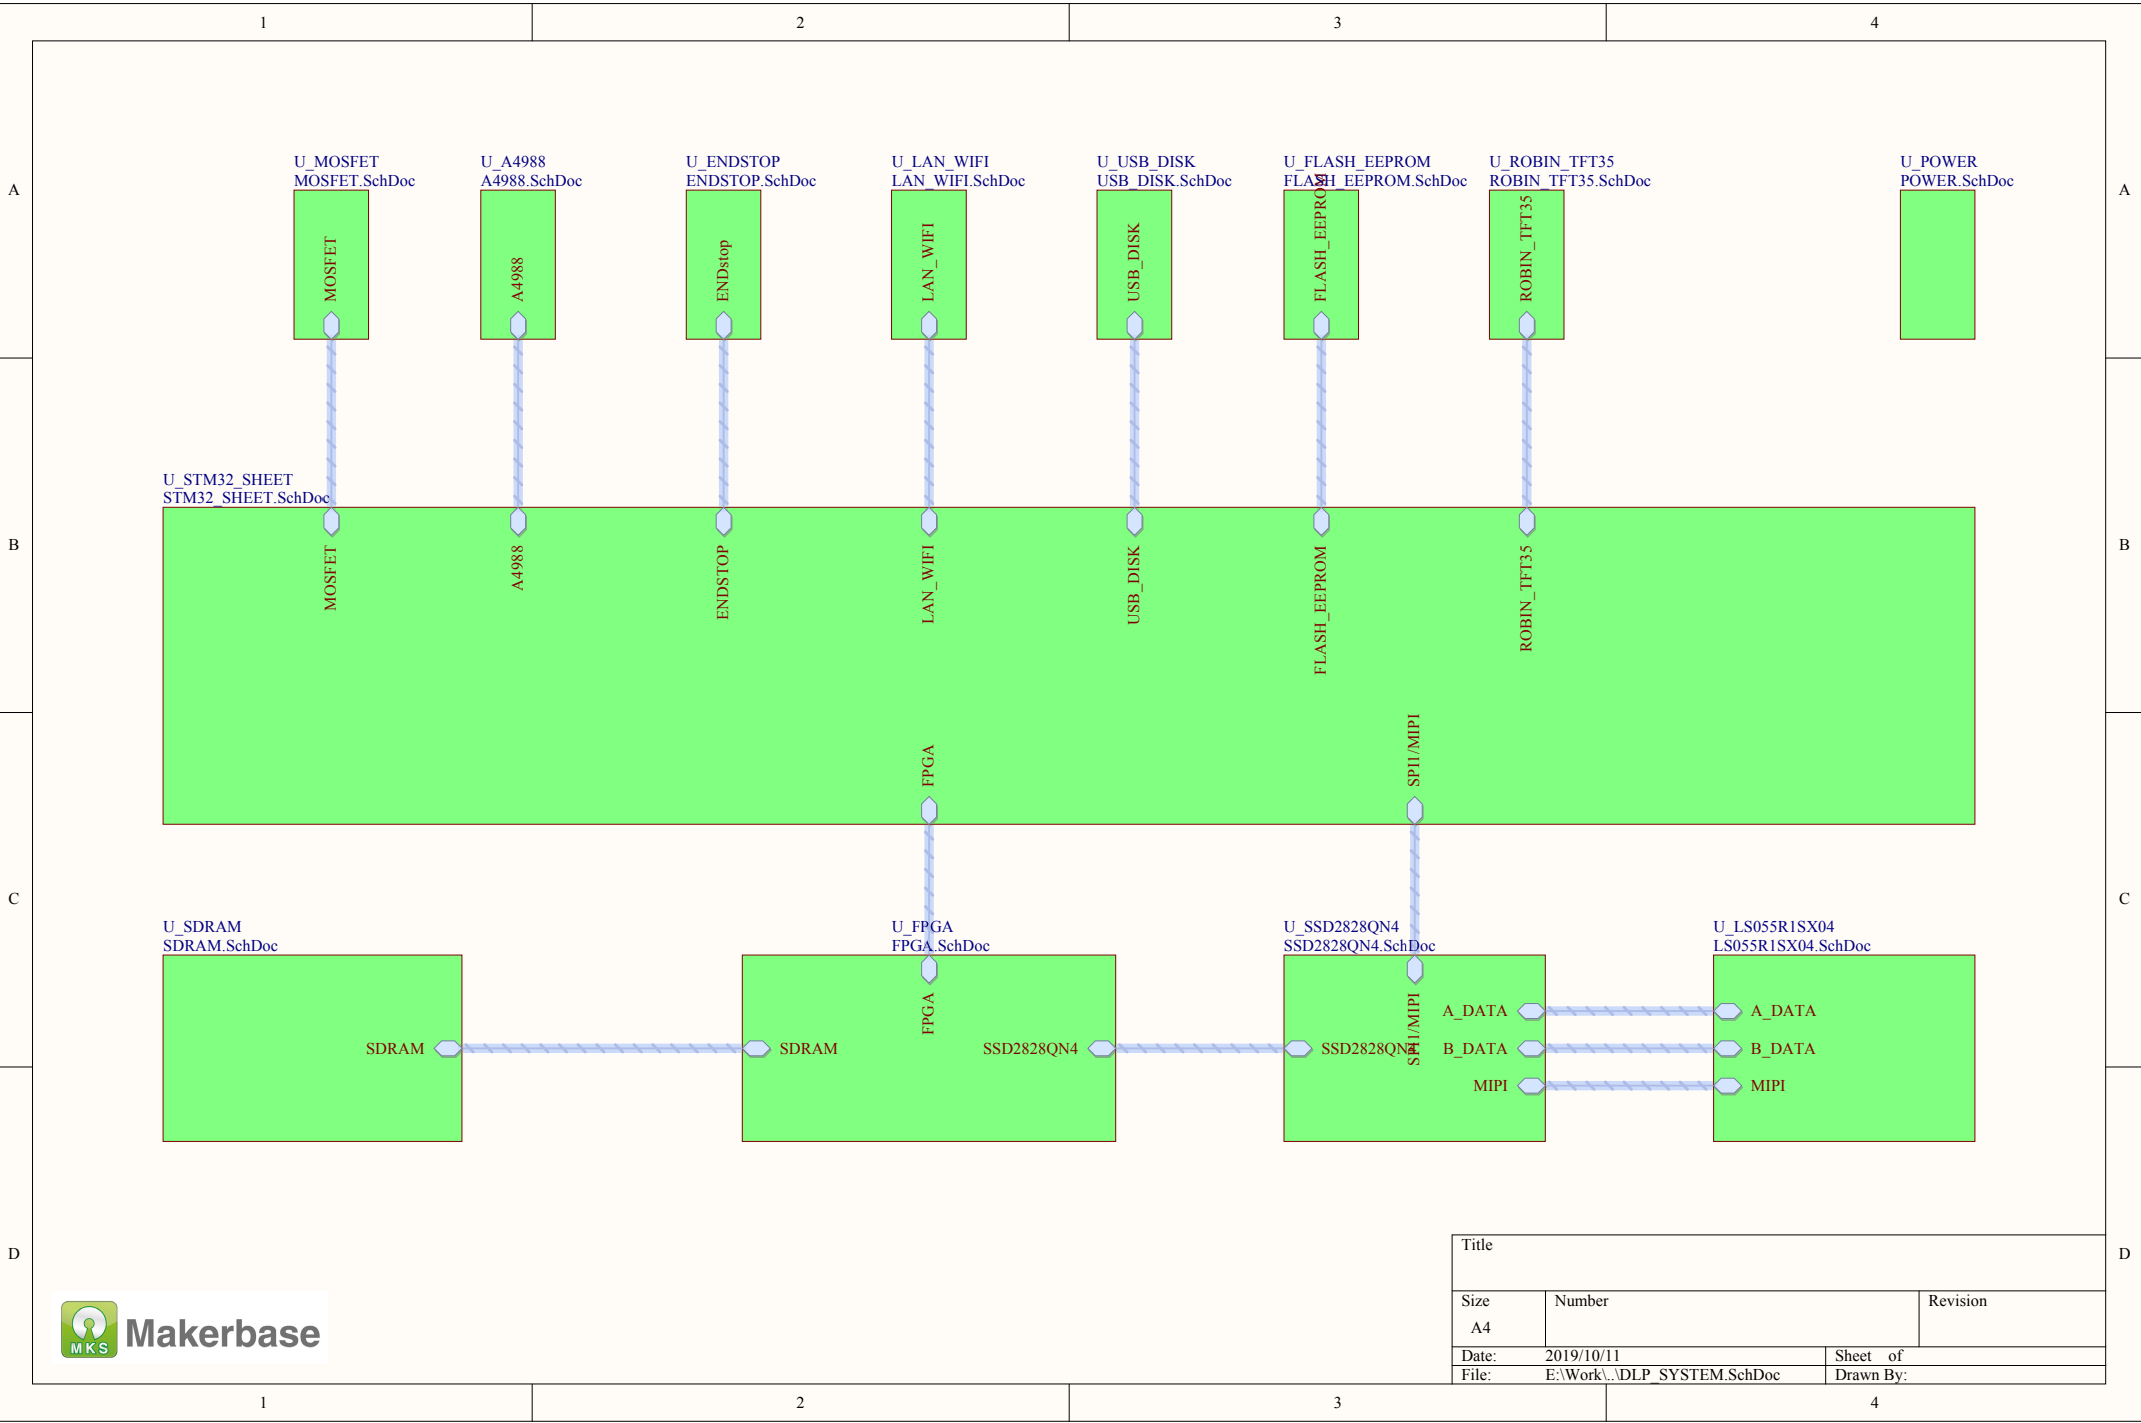 1 2 3 4
U_MOSFET U_A4988 U_ENDSTOP U_LAN_WIFI U_USB_DISK U_FLASH_EEPROM U_ROBIN_TFT35 U_POWER
MOSFET.SchDoc A4988.SchDoc ENDSTOP.SchDoc LAN_WIFI.SchDoc USB_DISK.SchDoc FLASH_EEPROM.SchDoc ROBIN_TFT35.SchDoc POWER.SchDoc
A A
MOSFET A4988 ENDstop LAN_WIFI USB_DISK FLASH_EEPROM ROBIN_TFT35
U_STM32_SHEET
STM32_SHEET.SchDoc
B B
MOSFET A4988 ENDSTOP LAN_WIFI USB_DISK FLASH_EEPROM ROBIN_TFT35
FPGA SPI1/MIPI
C C
U_SDRAM U_FPGA U_SSD2828QN4 U_LS055R1SX04
SDRAM.SchDoc FPGA.SchDoc SSD2828QN4.SchDoc LS055R1SX04.SchDoc
FPGA SPI1/MIPI
A_DATA A_DATA
SDRAM SDRAM SSD2828QN4 SSD2828QN4 B_DATA B_DATA
MIPI MIPI
D D
Title
Size Number Revision
A4
Date: 2019/10/11 Sheet of
File: E:\Work\..\DLP_SYSTEM.SchDoc Drawn By:
MKS Makerbase
1 2 3 4